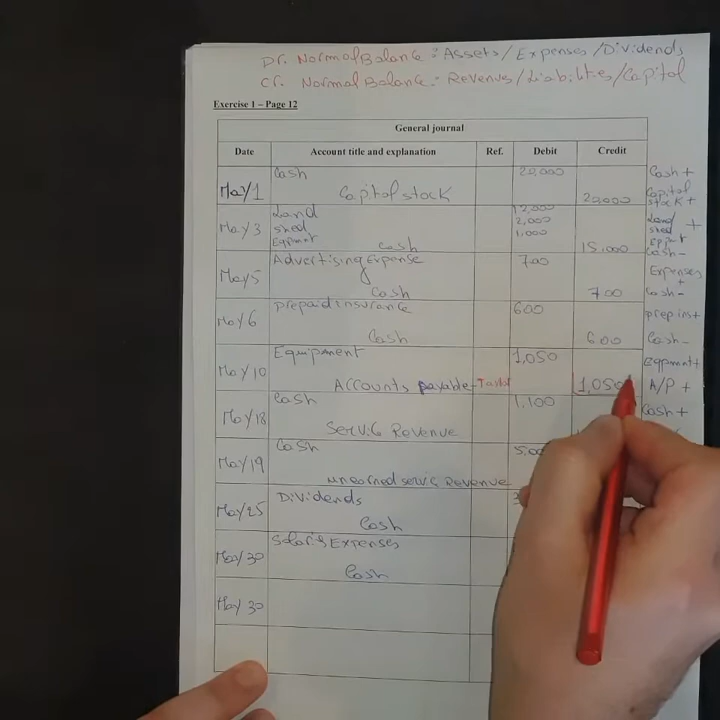 Dr. Normal Balance: Assets/Expenses/Dividends
Cr. Normal Balance: Revenus/Liabilities/Capital
Exercise 1 – Page 12
General journal
Date Account title and explanation Ref. Debit Credit
May 1 Cash 20,000 Cash +
Capital stock 20,000 Capital stock +
May 3 Land 12,000 Land +
Shed 2,000 shed
Eqpment 1,000 Eqpmt
Cash 15,000 Cash -
May 5 Advertising Expense 700 Expenses +
Cash 700 Cash -
May 6 Prepaid insurance 600 prep ins +
Cash 600 Cash -
May 10 Equipment 1,050 Eqpment +
Accounts payable - 1,050 A/P +
May 18 Cash 1,100 Cash +
Service Revenue
May 19 Cash
unearned service Revenue
May 25 Dividends
Cash
May 30 Salaries Expenses
Cash
May 30